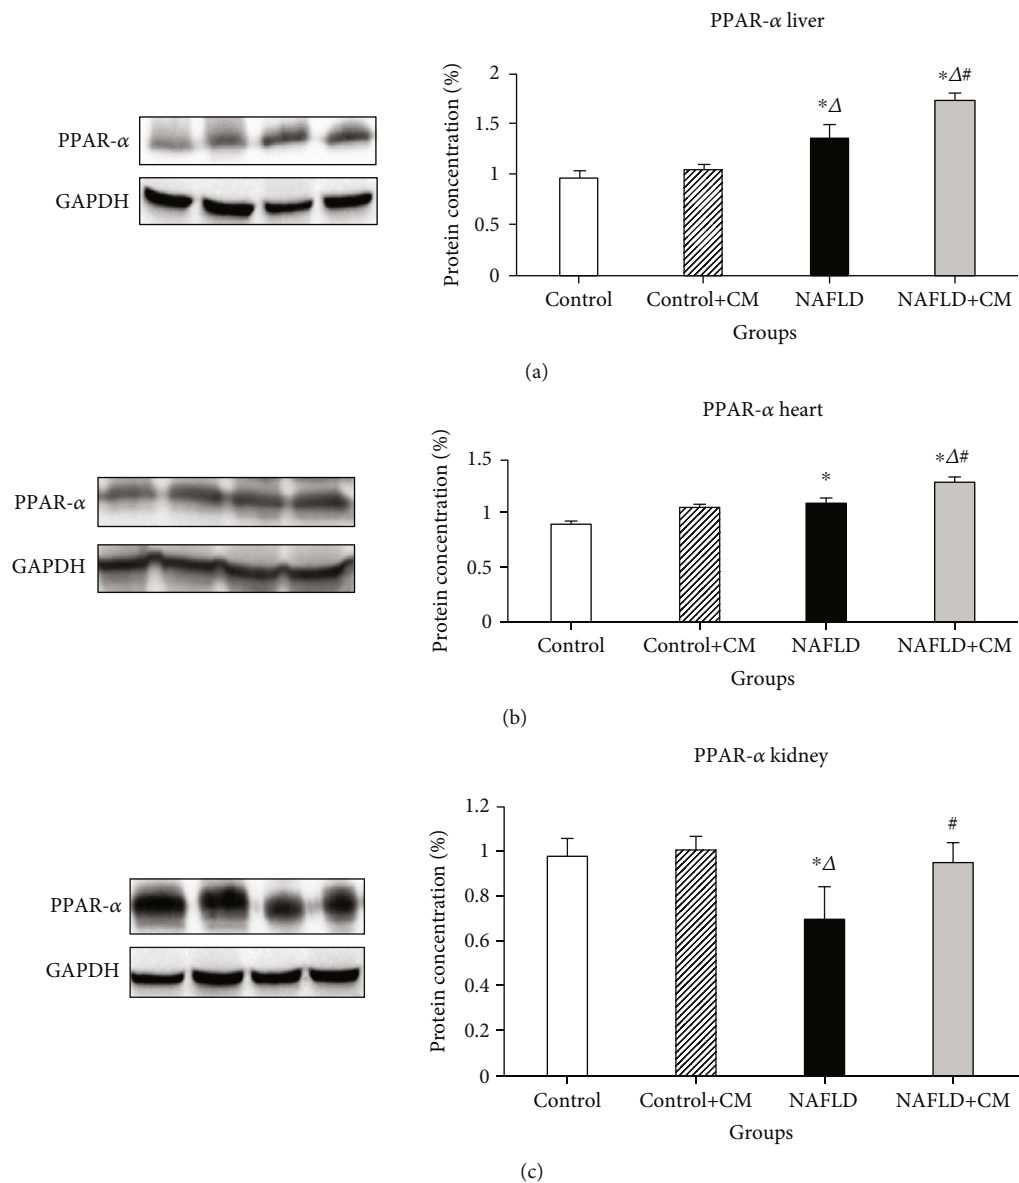 PPAR-α liver
PPAR-α
GAPDH
Protein concentration (%)
2
1.5
1
0.5
0
*Δ
*Δ#
Control
Control+CM
NAFLD
NAFLD+CM
Groups
(a)
PPAR-α heart
PPAR-α
GAPDH
Protein concentration (%)
1.5
1
0.5
0
*
*Δ#
Control
Control+CM
NAFLD
NAFLD+CM
Groups
(b)
PPAR-α kidney
PPAR-α
GAPDH
Protein concentration (%)
1.2
1
0.8
0.6
0.4
0.2
0
*Δ
#
Control
Control+CM
NAFLD
NAFLD+CM
Groups
(c)